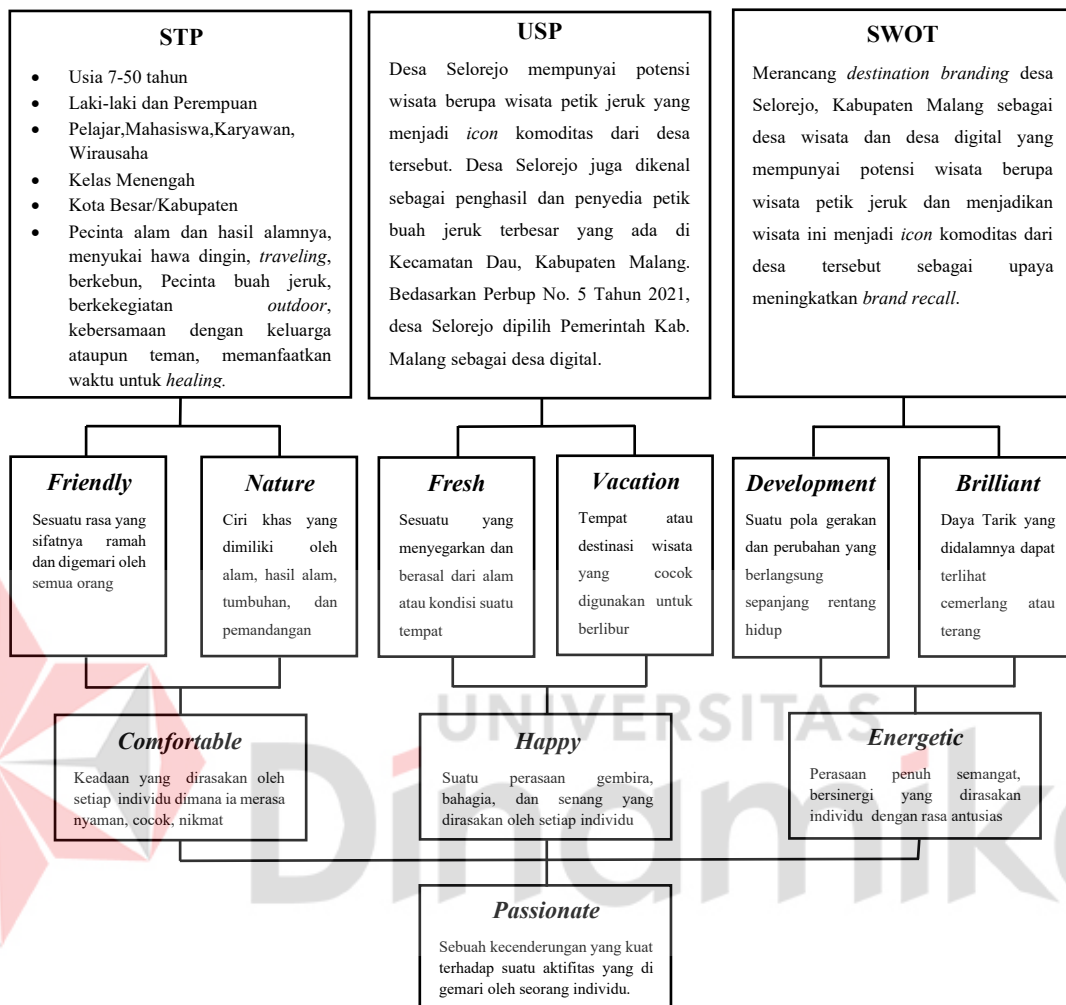 STP
• Usia 7-50 tahun
• Laki-laki dan Perempuan
• Pelajar,Mahasiswa,Karyawan,
Wirausaha
• Kelas Menengah
• Kota Besar/Kabupaten
• Pecinta alam dan hasil alamnya,
menyukai hawa dingin, traveling,
berkebun, Pecinta buah jeruk,
berkekegiatan outdoor,
kebersamaan dengan keluarga
ataupun teman, memanfaatkan
waktu untuk healing.
USP
Desa Selorejo mempunyai potensi
wisata berupa wisata petik jeruk yang
menjadi icon komoditas dari desa
tersebut. Desa Selorejo juga dikenal
sebagai penghasil dan penyedia petik
buah jeruk terbesar yang ada di
Kecamatan Dau, Kabupaten Malang.
Bedasarkan Perbup No. 5 Tahun 2021,
desa Selorejo dipilih Pemerintah Kab.
Malang sebagai desa digital.
SWOT
Merancang destination branding desa
Selorejo, Kabupaten Malang sebagai
desa wisata dan desa digital yang
mempunyai potensi wisata berupa
wisata petik jeruk dan menjadikan
wisata ini menjadi icon komoditas dari
desa tersebut sebagai upaya
meningkatkan brand recall.
Friendly
Sesuatu rasa yang
sifatnya ramah
dan digemari oleh
semua orang
Nature
Ciri khas yang
dimiliki oleh
alam, hasil alam,
tumbuhan, dan
pemandangan
Fresh
Sesuatu yang
menyegarkan dan
berasal dari alam
atau kondisi suatu
tempat
Vacation
Tempat atau
destinasi wisata
yang cocok
digunakan untuk
berlibur
Development
Suatu pola gerakan
dan perubahan yang
berlangsung
sepanjang rentang
hidup
Brilliant
Daya Tarik yang
didalamnya dapat
terlihat
cemerlang atau
terang
Comfortable
Keadaan yang dirasakan oleh
setiap individu dimana ia merasa
nyaman, cocok, nikmat
Happy
Suatu perasaan gembira,
bahagia, dan senang yang
dirasakan oleh setiap individu
Energetic
Perasaan penuh semangat,
bersinergi yang dirasakan
individu dengan rasa antusias
Passionate
Sebuah kecenderungan yang kuat
terhadap suatu aktifitas yang di
gemari oleh seorang individu.
UNIVERSITAS
Dinamika